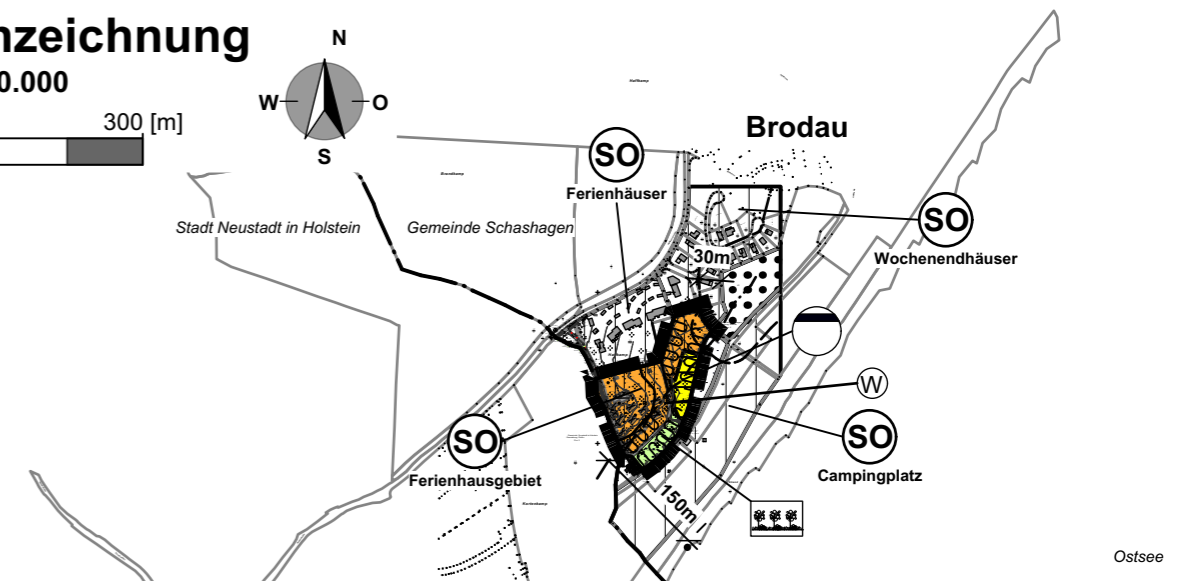 nzeichnung
0.000
300 [m]
N
W
O
S
Brodau
SO
Ferienhäuser
Stadt Neustadt in Holstein
Gemeinde Schashagen
SO
Wochenendhäuser
30m
W
SO
Ferienhausgebiet
SO
Campingplatz
150m
Ostsee